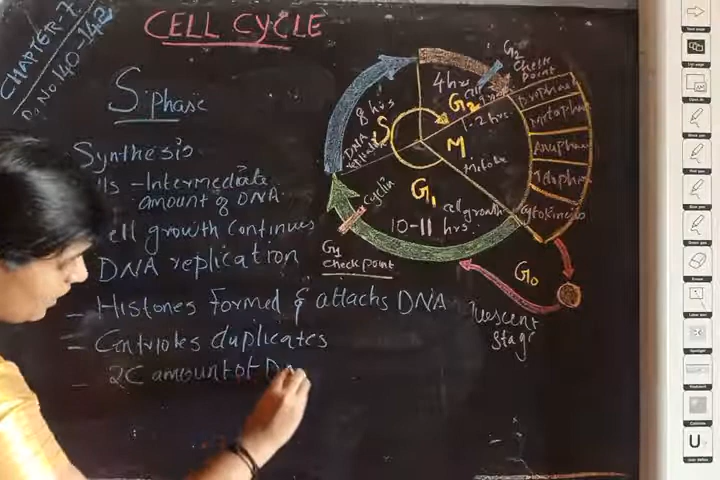 CHAPTER-7
P.No 140-142
CELL CYCLE
S phase
Synthesis
- Intermediate
amount of DNA
ell growth continues
DNA replication
- Histones formed & attachs DNA
- Centrioles duplicates
- 2C amount of DN
8 hrs
DNA
S
4 hrs
G2
Cell
G2
Check
Point
1-2 hrs
M
Mitosis
prophase
Metaphase
Anaphase
Telophase
Cytokinesis
G1
cell growth
10-11 hrs
Cyclin
G1
Check point
G0
stage